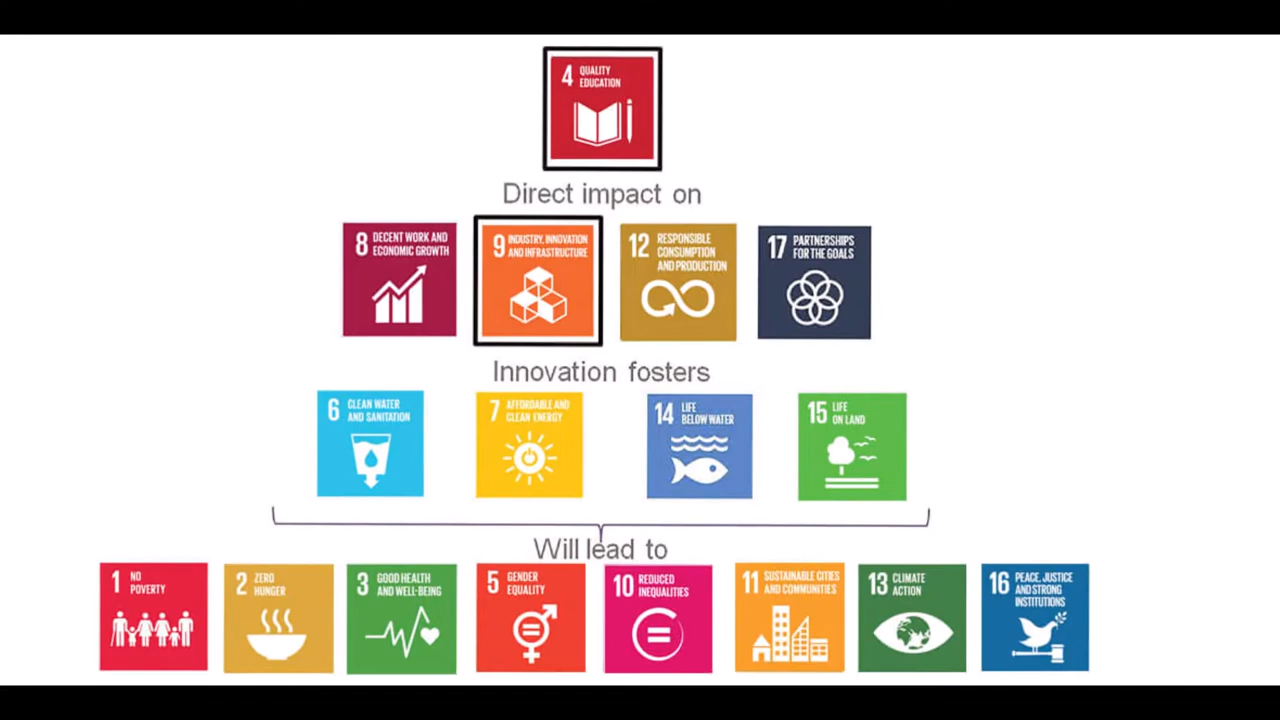 4 QUALITY
EDUCATION
Direct impact on
8 DECENT WORK AND
ECONOMIC GROWTH
9 INDUSTRY, INNOVATION
AND INFRASTRUCTURE
12 RESPONSIBLE
CONSUMPTION
AND PRODUCTION
17 PARTNERSHIPS
FOR THE GOALS
Innovation fosters
6 CLEAN WATER
AND SANITATION
7 AFFORDABLE AND
CLEAN ENERGY
14 LIFE
BELOW WATER
15 LIFE
ON LAND
Will lead to
1 NO
POVERTY
2 ZERO
HUNGER
3 GOOD HEALTH
AND WELL-BEING
5 GENDER
EQUALITY
10 REDUCED
INEQUALITIES
11 SUSTAINABLE CITIES
AND COMMUNITIES
13 CLIMATE
ACTION
16 PEACE, JUSTICE
AND STRONG
INSTITUTIONS